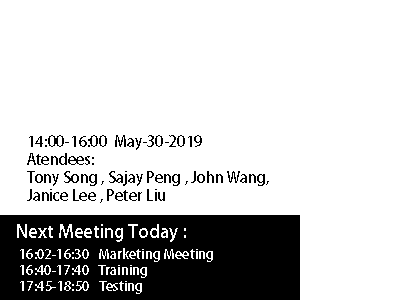 14:00-16:00 May-30-2019
Atendees:
Tony Song , Sajay Peng , John Wang,
Janice Lee , Peter Liu
Next Meeting Today :
16:02-16:30 Marketing Meeting
16:40-17:40 Training
17:45-18:50 Testing